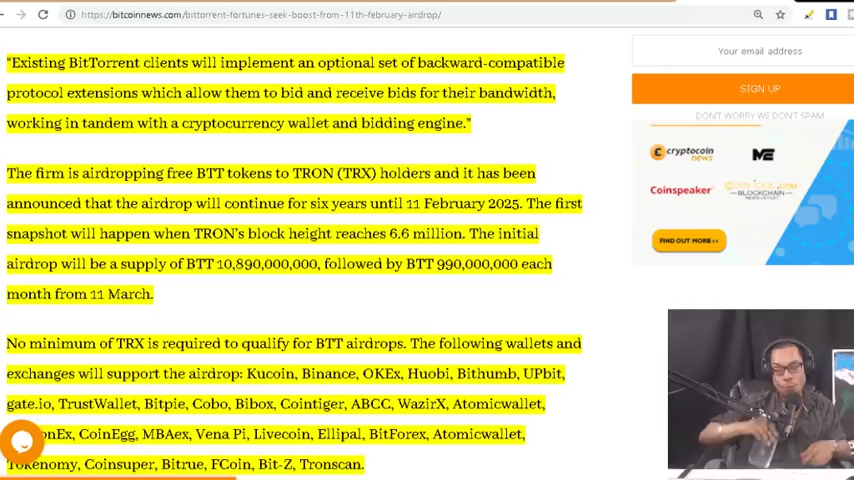 https://bitcoinnews.com/bittorrent-fortunes-seek-boost-from-11th-february-airdrop/
“Existing BitTorrent clients will implement an optional set of backward-compatible
protocol extensions which allow them to bid and receive bids for their bandwidth,
working in tandem with a cryptocurrency wallet and bidding engine.”
The firm is airdropping free BTT tokens to TRON (TRX) holders and it has been
announced that the airdrop will continue for six years until 11 February 2025. The first
snapshot will happen when TRON’s block height reaches 6.6 million. The initial
airdrop will be a supply of BTT 10,890,000,000, followed by BTT 990,000,000 each
month from 11 March.
No minimum of TRX is required to qualify for BTT airdrops. The following wallets and
exchanges will support the airdrop: Kucoin, Binance, OKEx, Huobi, Bithumb, UPbit,
gate.io, TrustWallet, Bitpie, Cobo, Bibox, Cointiger, ABCC, WazirX, Atomicwallet,
CoinEgg, MBAex, Vena Pi, Livecoin, Ellipal, BitForex, Atomicwallet,
Tokenomy, Coinsuper, Bitrue, FCoin, Bit-Z, Tronscan.
Your email address
SIGN UP
DON'T WORRY WE DON'T SPAM
cryptocoin
news
ME
Coinspeaker
BLOCKCHAIN
FIND OUT MORE >>